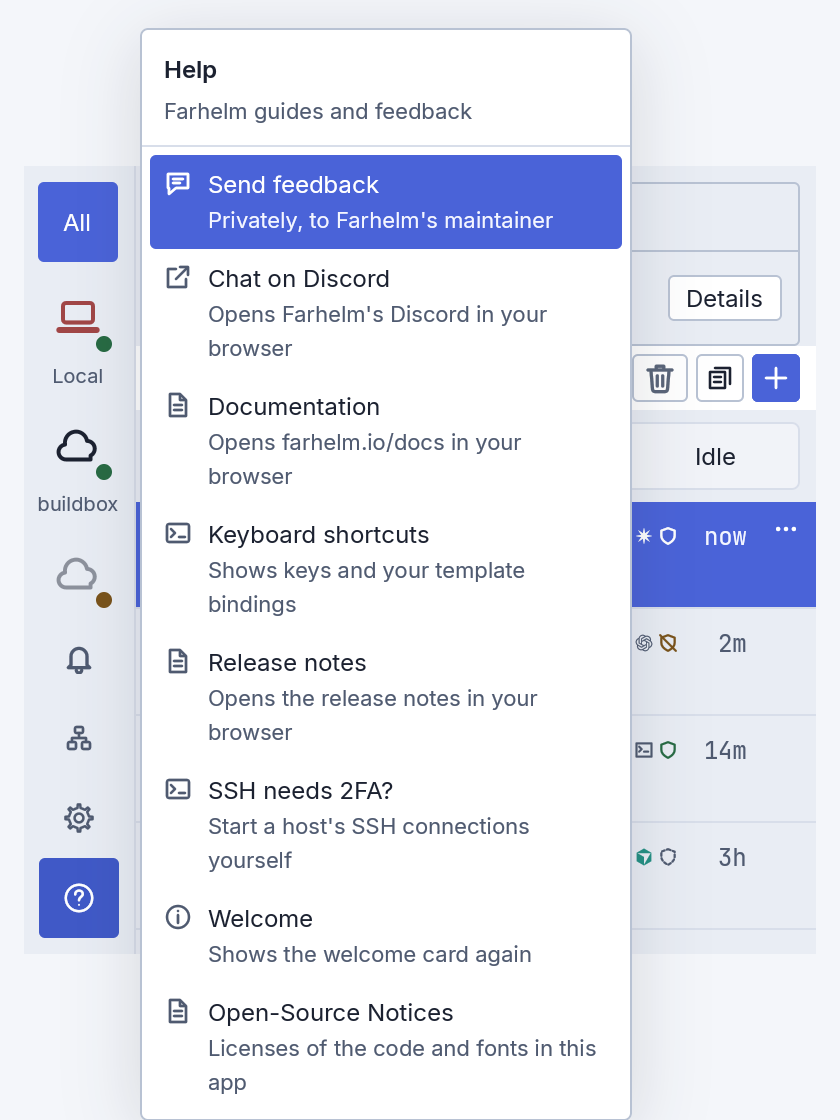 Help
Farhelm guides and feedback
Send feedback
Privately, to Farhelm's maintainer
Chat on Discord
Opens Farhelm's Discord in your
browser
Documentation
Opens farhelm.io/docs in your
browser
Keyboard shortcuts
Shows keys and your template
bindings
Release notes
Opens the release notes in your
browser
SSH needs 2FA?
Start a host's SSH connections
yourself
Welcome
Shows the welcome card again
Open-Source Notices
Licenses of the code and fonts in this
app
All
Local
buildbox
Details
Idle
now
2m
14m
3h